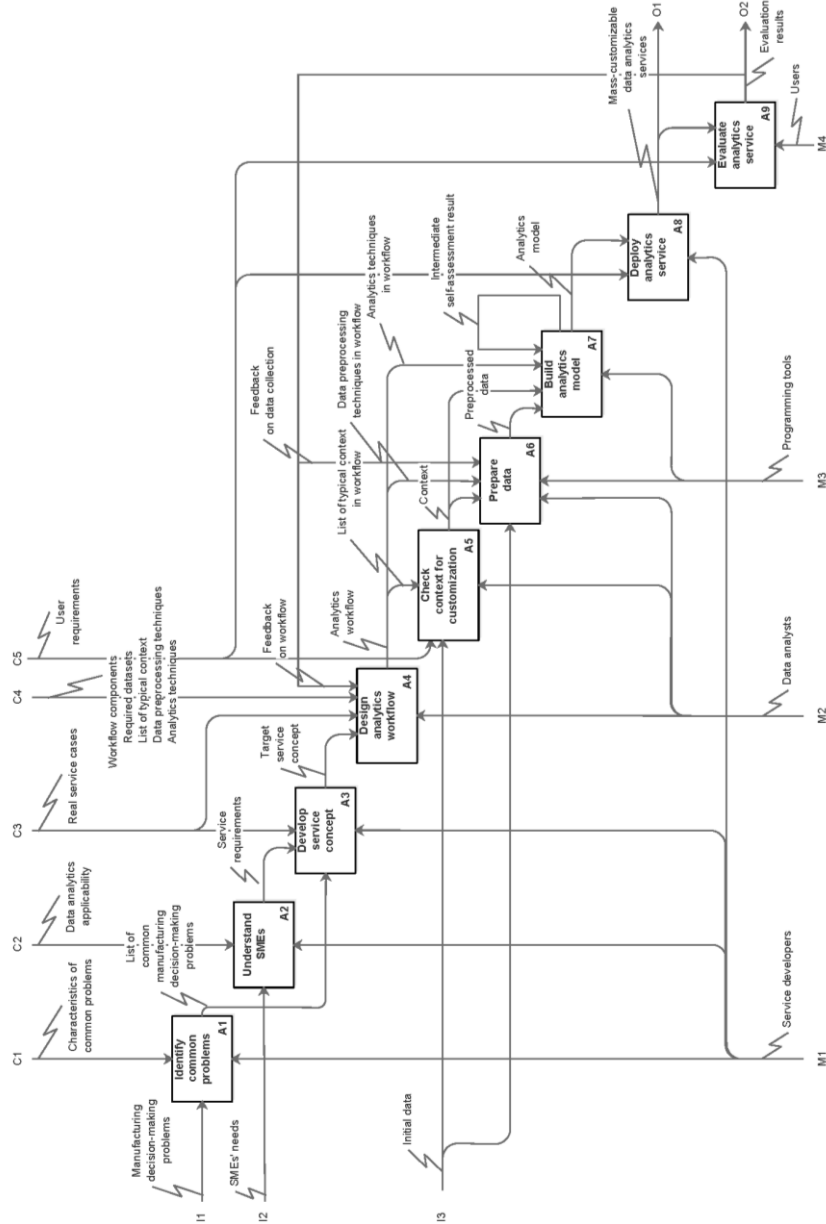 C1
Characteristics of
common problems
C2
Data analytics
applicability
C3
Real service cases
C4
Workflow components
Required datasets
List of typical context
Data preprocessing techniques
Analytics techniques
C5
User
requirements
I1
Manufacturing
decision-making
problems
I2
SMEs' needs
I3
Initial data
Identify
common
problems
A1
List of
common
manufacturing
decision-making
problems
Understand
SMEs
A2
Service
requirements
Develop
service
concept
A3
Target
service
concept
Design
analytics
workflow
A4
Feedback
on workflow
Analytics
workflow
List of typical context
in workflow
Check
context for
customization
A5
Context
Feedback
on data collection
Data preprocessing
techniques in workflow
Prepare
data
A6
Preprocessed
data
Analytics techniques
in workflow
Intermediate
self-assessment result
Build
analytics
model
A7
Analytics
model
Deploy
analytics
service
A8
Mass-customizable
data analytics
services
Evaluate
analytics
service
A9
Evaluation
results
Users
O1
O2
Service developers
M1
Data analysts
M2
Programming tools
M3
M4